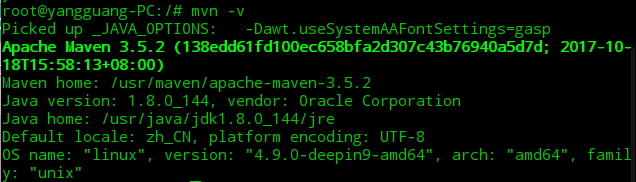 root@yangguang-PC:/# mvn -v
Picked up _JAVA_OPTIONS:   -Dawt.useSystemAAFontSettings=gasp
Apache Maven 3.5.2 (138edd61fd100ec658bfa2d307c43b76940a5d7d; 2017-10-
18T15:58:13+08:00)
Maven home: /usr/maven/apache-maven-3.5.2
Java version: 1.8.0_144, vendor: Oracle Corporation
Java home: /usr/java/jdk1.8.0_144/jre
Default locale: zh_CN, platform encoding: UTF-8
OS name: "linux", version: "4.9.0-deepin9-amd64", arch: "amd64", famil
y: "unix"